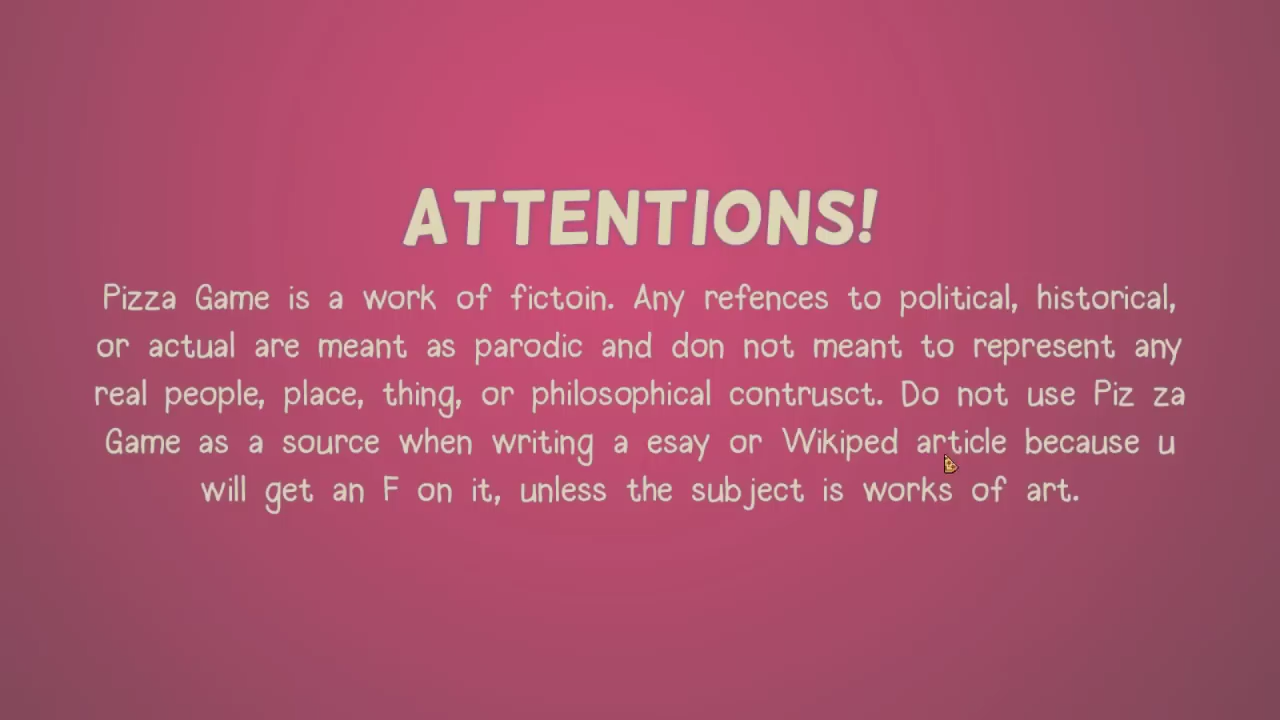 ATTENTIONS!
Pizza Game is a work of fictoin. Any refences to political, historical,
or actual are meant as parodic and don not meant to represent any
real people, place, thing, or philosophical contrusct. Do not use Piz za
Game as a source when writing a esay or Wikiped article because u
will get an F on it, unless the subject is works of art.